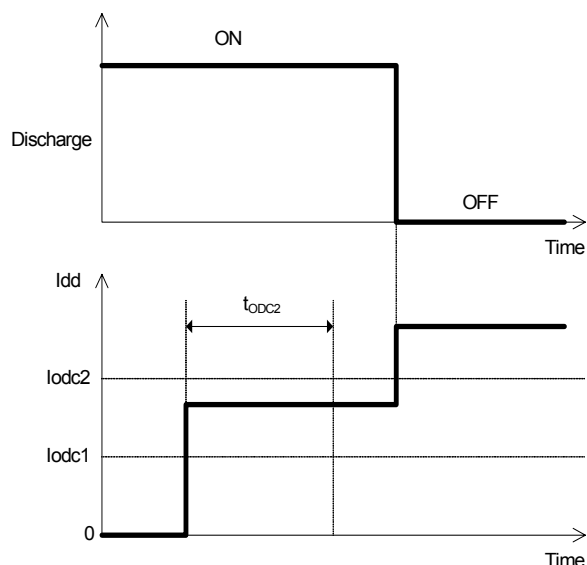 ON
Discharge
OFF
Time
Idd
tODC2
Iodc2
Iodc1
0
Time